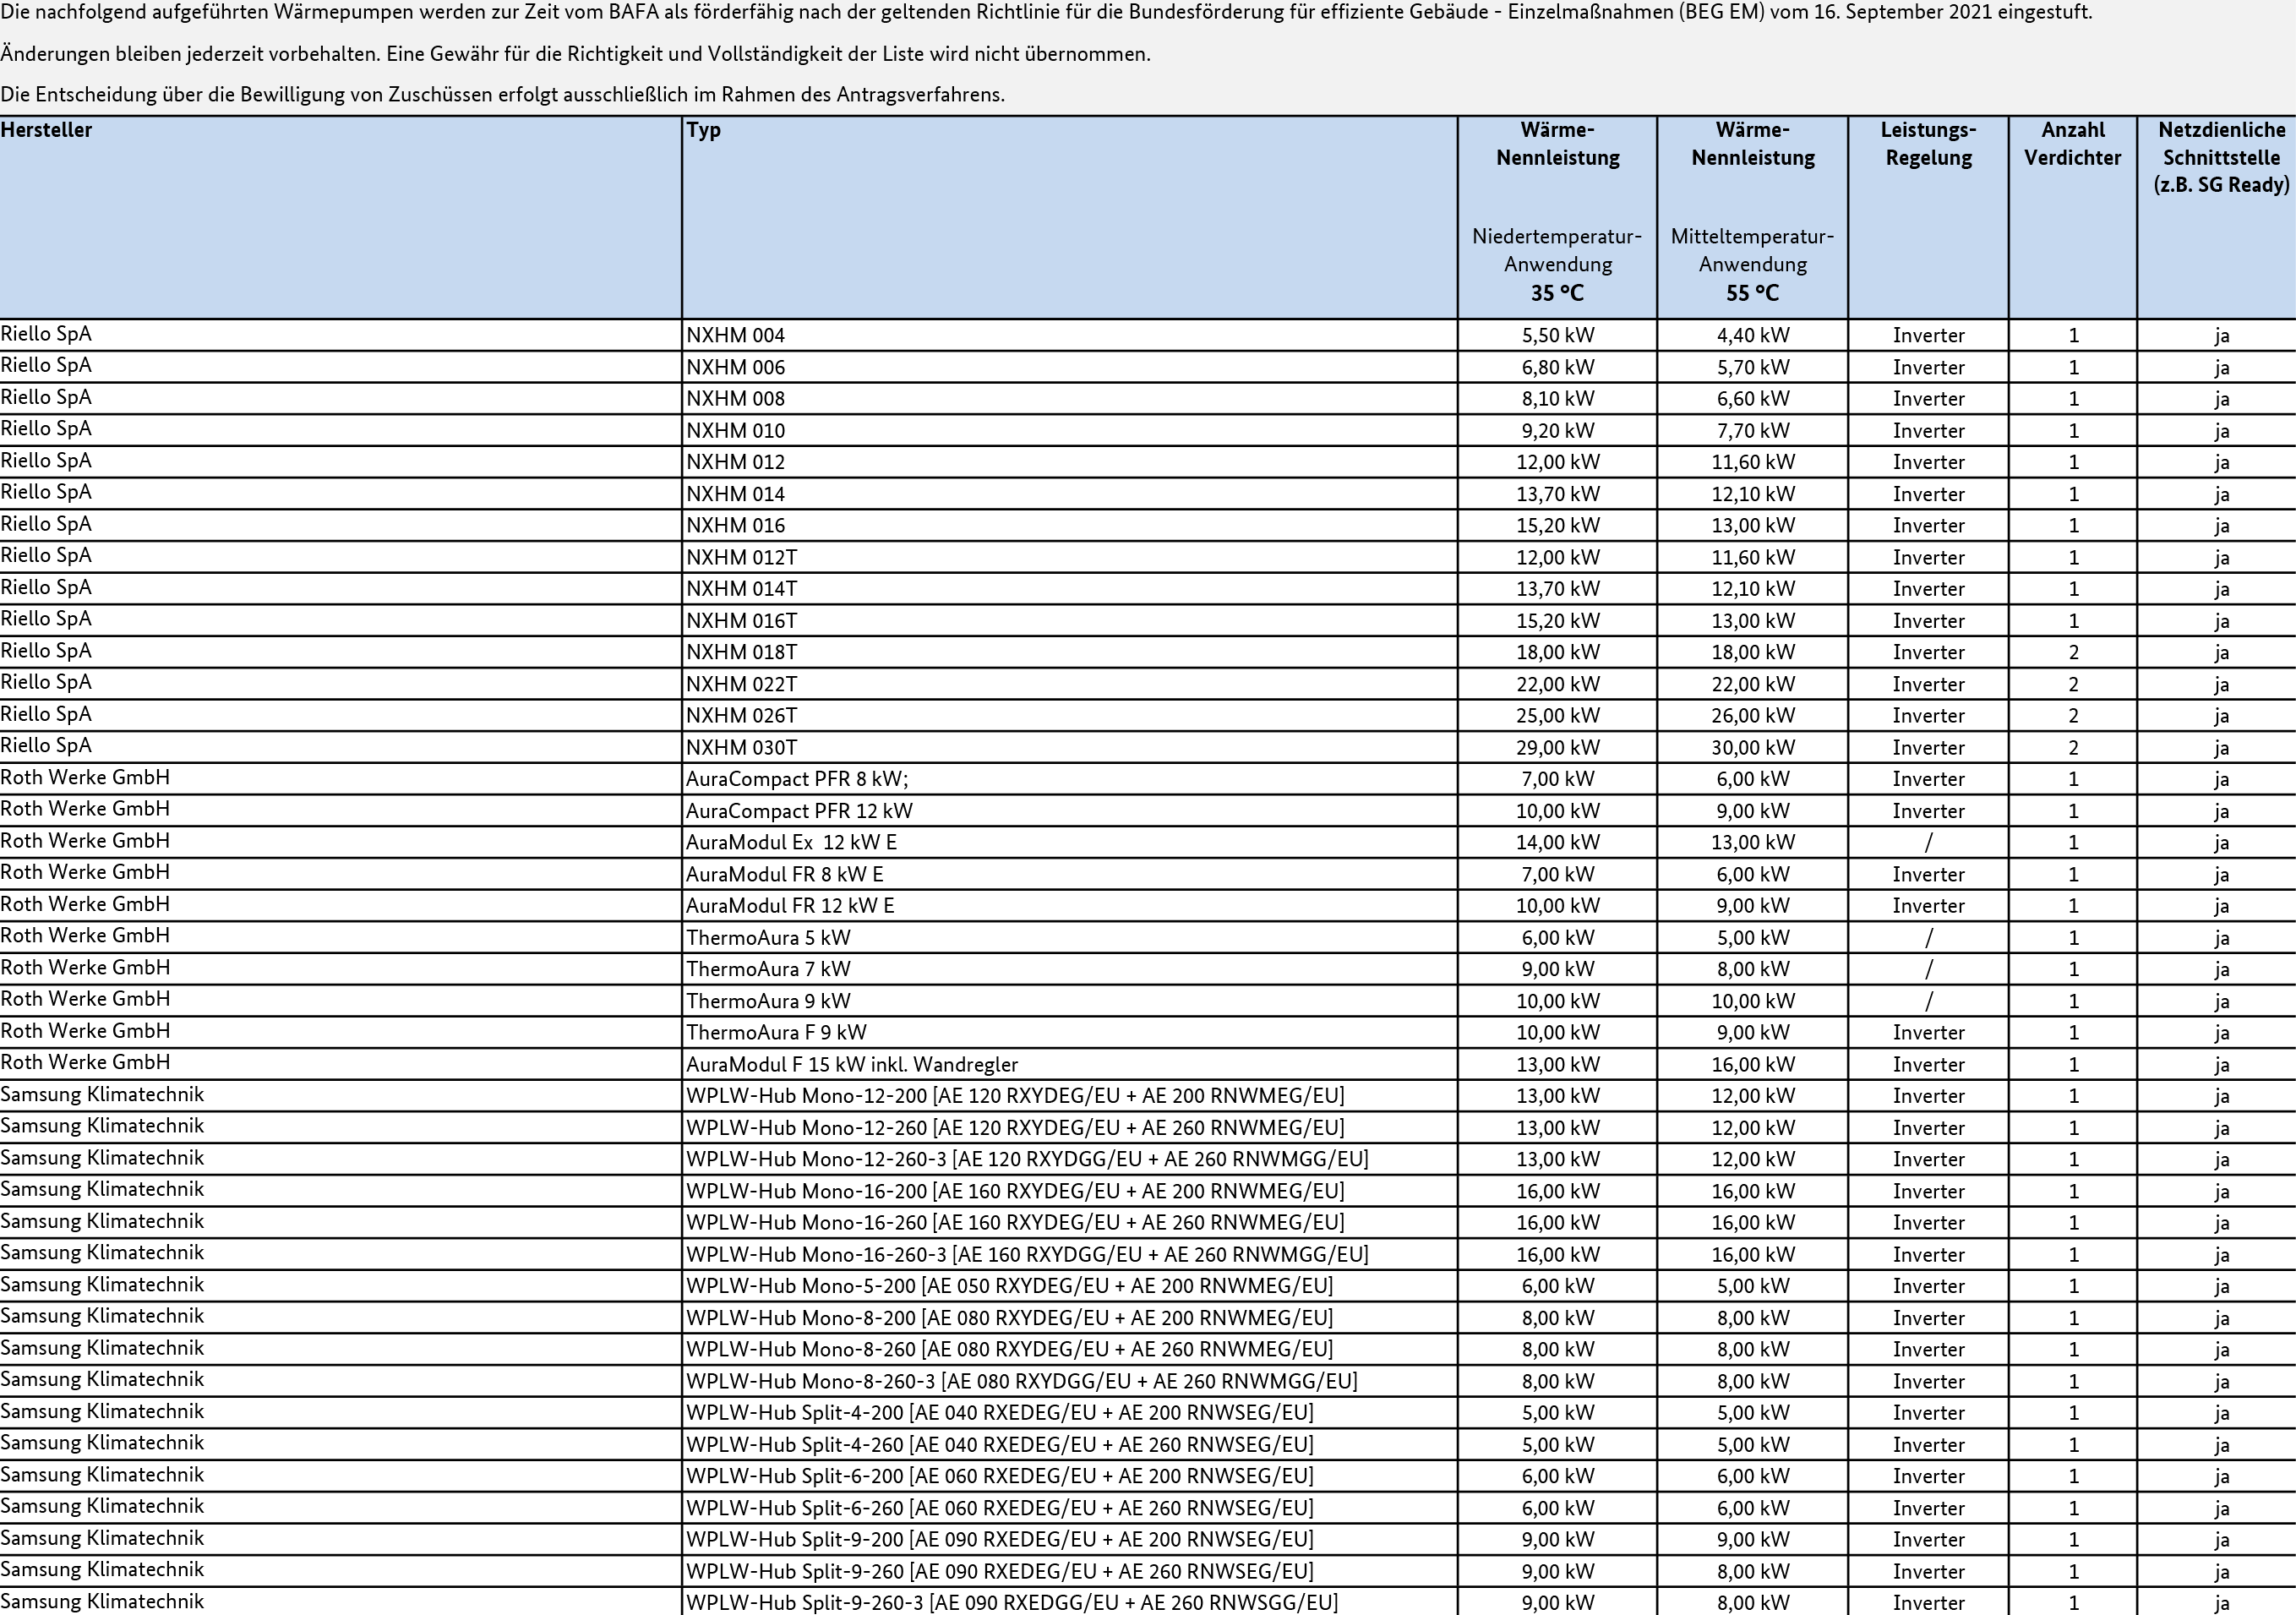 Die nachfolgend aufgeführten Wärmepumpen werden zur Zeit vom BAFA als förderfähig nach der geltenden Richtlinie für die Bundesförderung für effiziente Gebäude - Einzelmaßnahmen (BEG EM) vom 16. September 2021 eingestuft.
Änderungen bleiben jederzeit vorbehalten. Eine Gewähr für die Richtigkeit und Vollständigkeit der Liste wird nicht übernommen.
Die Entscheidung über die Bewilligung von Zuschüssen erfolgt ausschließlich im Rahmen des Antragsverfahrens.
Hersteller Typ Wärme- Wärme- Leistungs- Anzahl Netzdienliche
Nennleistung Nennleistung Regelung Verdichter Schnittstelle
(z.B. SG Ready)
Niedertemperatur- Mitteltemperatur-
Anwendung Anwendung
35 °C 55 °C
Riello SpA NXHM 004 5,50 kW 4,40 kW Inverter 1 ja
Riello SpA NXHM 006 6,80 kW 5,70 kW Inverter 1 ja
Riello SpA NXHM 008 8,10 kW 6,60 kW Inverter 1 ja
Riello SpA NXHM 010 9,20 kW 7,70 kW Inverter 1 ja
Riello SpA NXHM 012 12,00 kW 11,60 kW Inverter 1 ja
Riello SpA NXHM 014 13,70 kW 12,10 kW Inverter 1 ja
Riello SpA NXHM 016 15,20 kW 13,00 kW Inverter 1 ja
Riello SpA NXHM 012T 12,00 kW 11,60 kW Inverter 1 ja
Riello SpA NXHM 014T 13,70 kW 12,10 kW Inverter 1 ja
Riello SpA NXHM 016T 15,20 kW 13,00 kW Inverter 1 ja
Riello SpA NXHM 018T 18,00 kW 18,00 kW Inverter 2 ja
Riello SpA NXHM 022T 22,00 kW 22,00 kW Inverter 2 ja
Riello SpA NXHM 026T 25,00 kW 26,00 kW Inverter 2 ja
Riello SpA NXHM 030T 29,00 kW 30,00 kW Inverter 2 ja
Roth Werke GmbH AuraCompact PFR 8 kW; 7,00 kW 6,00 kW Inverter 1 ja
Roth Werke GmbH AuraCompact PFR 12 kW 10,00 kW 9,00 kW Inverter 1 ja
Roth Werke GmbH AuraModul Ex  12 kW E 14,00 kW 13,00 kW / 1 ja
Roth Werke GmbH AuraModul FR 8 kW E 7,00 kW 6,00 kW Inverter 1 ja
Roth Werke GmbH AuraModul FR 12 kW E 10,00 kW 9,00 kW Inverter 1 ja
Roth Werke GmbH ThermoAura 5 kW 6,00 kW 5,00 kW / 1 ja
Roth Werke GmbH ThermoAura 7 kW 9,00 kW 8,00 kW / 1 ja
Roth Werke GmbH ThermoAura 9 kW 10,00 kW 10,00 kW / 1 ja
Roth Werke GmbH ThermoAura F 9 kW 10,00 kW 9,00 kW Inverter 1 ja
Roth Werke GmbH AuraModul F 15 kW inkl. Wandregler 13,00 kW 16,00 kW Inverter 1 ja
Samsung Klimatechnik WPLW-Hub Mono-12-200 [AE 120 RXYDEG/EU + AE 200 RNWMEG/EU] 13,00 kW 12,00 kW Inverter 1 ja
Samsung Klimatechnik WPLW-Hub Mono-12-260 [AE 120 RXYDEG/EU + AE 260 RNWMEG/EU] 13,00 kW 12,00 kW Inverter 1 ja
Samsung Klimatechnik WPLW-Hub Mono-12-260-3 [AE 120 RXYDGG/EU + AE 260 RNWMGG/EU] 13,00 kW 12,00 kW Inverter 1 ja
Samsung Klimatechnik WPLW-Hub Mono-16-200 [AE 160 RXYDEG/EU + AE 200 RNWMEG/EU] 16,00 kW 16,00 kW Inverter 1 ja
Samsung Klimatechnik WPLW-Hub Mono-16-260 [AE 160 RXYDEG/EU + AE 260 RNWMEG/EU] 16,00 kW 16,00 kW Inverter 1 ja
Samsung Klimatechnik WPLW-Hub Mono-16-260-3 [AE 160 RXYDGG/EU + AE 260 RNWMGG/EU] 16,00 kW 16,00 kW Inverter 1 ja
Samsung Klimatechnik WPLW-Hub Mono-5-200 [AE 050 RXYDEG/EU + AE 200 RNWMEG/EU] 6,00 kW 5,00 kW Inverter 1 ja
Samsung Klimatechnik WPLW-Hub Mono-8-200 [AE 080 RXYDEG/EU + AE 200 RNWMEG/EU] 8,00 kW 8,00 kW Inverter 1 ja
Samsung Klimatechnik WPLW-Hub Mono-8-260 [AE 080 RXYDEG/EU + AE 260 RNWMEG/EU] 8,00 kW 8,00 kW Inverter 1 ja
Samsung Klimatechnik WPLW-Hub Mono-8-260-3 [AE 080 RXYDGG/EU + AE 260 RNWMGG/EU] 8,00 kW 8,00 kW Inverter 1 ja
Samsung Klimatechnik WPLW-Hub Split-4-200 [AE 040 RXEDEG/EU + AE 200 RNWSEG/EU] 5,00 kW 5,00 kW Inverter 1 ja
Samsung Klimatechnik WPLW-Hub Split-4-260 [AE 040 RXEDEG/EU + AE 260 RNWSEG/EU] 5,00 kW 5,00 kW Inverter 1 ja
Samsung Klimatechnik WPLW-Hub Split-6-200 [AE 060 RXEDEG/EU + AE 200 RNWSEG/EU] 6,00 kW 6,00 kW Inverter 1 ja
Samsung Klimatechnik WPLW-Hub Split-6-260 [AE 060 RXEDEG/EU + AE 260 RNWSEG/EU] 6,00 kW 6,00 kW Inverter 1 ja
Samsung Klimatechnik WPLW-Hub Split-9-200 [AE 090 RXEDEG/EU + AE 200 RNWSEG/EU] 9,00 kW 9,00 kW Inverter 1 ja
Samsung Klimatechnik WPLW-Hub Split-9-260 [AE 090 RXEDEG/EU + AE 260 RNWSEG/EU] 9,00 kW 8,00 kW Inverter 1 ja
Samsung Klimatechnik WPLW-Hub Split-9-260-3 [AE 090 RXEDGG/EU + AE 260 RNWSGG/EU] 9,00 kW 8,00 kW Inverter 1 ja